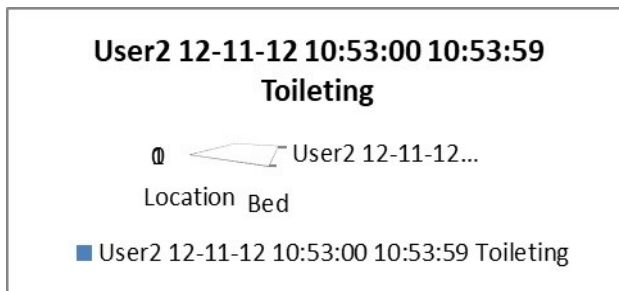 User2 12-11-12 10:53:00 10:53:59
Toileting
User2 12-11-12...
Location Bed
User2 12-11-12 10:53:00 10:53:59 Toileting